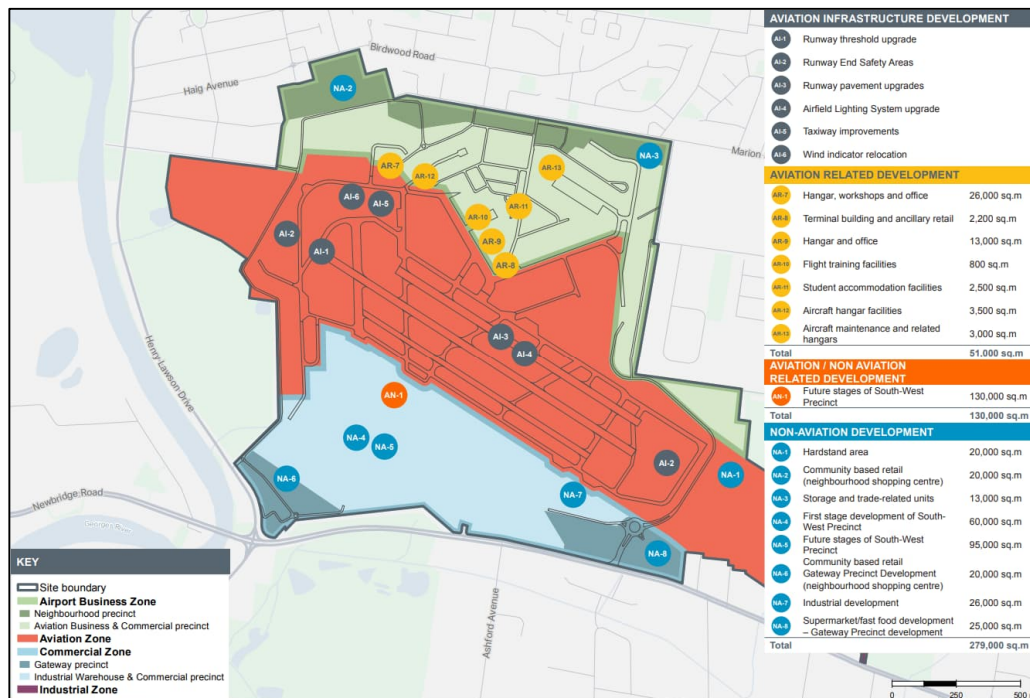 Birdwood Road
Haig Avenue
Marion
Henry Lawson Drive
Newbridge Road
Georges River
Ashford Avenue
NA-2
NA-3
AR-7
AR-12
AR-13
AI-6
AI-5
AR-11
AR-10
AI-2
AR-9
AI-1
AR-8
AI-3
AI-4
AN-1
NA-4
NA-5
AI-2
NA-1
NA-6
NA-7
NA-8
KEY
Site boundary
Airport Business Zone
Neighbourhood precinct
Aviation Business & Commercial precinct
Aviation Zone
Commercial Zone
Gateway precinct
Industrial Warehouse & Commercial precinct
Industrial Zone
AVIATION INFRASTRUCTURE DEVELOPMENT
AI-1 Runway threshold upgrade
AI-2 Runway End Safety Areas
AI-3 Runway pavement upgrades
AI-4 Airfield Lighting System upgrade
AI-5 Taxiway improvements
AI-6 Wind indicator relocation
AVIATION RELATED DEVELOPMENT
AR-7 Hangar, workshops and office 26,000 sq.m
AR-8 Terminal building and ancillary retail 2,200 sq.m
AR-9 Hangar and office 13,000 sq.m
AR-10 Flight training facilities 800 sq.m
AR-11 Student accommodation facilities 2,500 sq.m
AR-12 Aircraft hangar facilities 3,500 sq.m
AR-13 Aircraft maintenance and related
hangars 3,000 sq.m
Total 51,000 sq.m
AVIATION / NON AVIATION
RELATED DEVELOPMENT
AN-1 Future stages of South-West
Precinct 130,000 sq.m
Total 130,000 sq.m
NON-AVIATION DEVELOPMENT
NA-1 Hardstand area 20,000 sq.m
NA-2 Community based retail
(neighbourhood shopping centre) 20,000 sq.m
NA-3 Storage and trade-related units 13,000 sq.m
NA-4 First stage development of South-
West Precinct 60,000 sq.m
NA-5 Future stages of South-West
Precinct 95,000 sq.m
Community based retail
NA-6 Gateway Precinct Development 20,000 sq.m
(neighbourhood shopping centre)
NA-7 Industrial development 26,000 sq.m
NA-8 Supermarket/fast food development 25,000 sq.m
– Gateway Precinct development
Total 279,000 sq.m
0 250 500